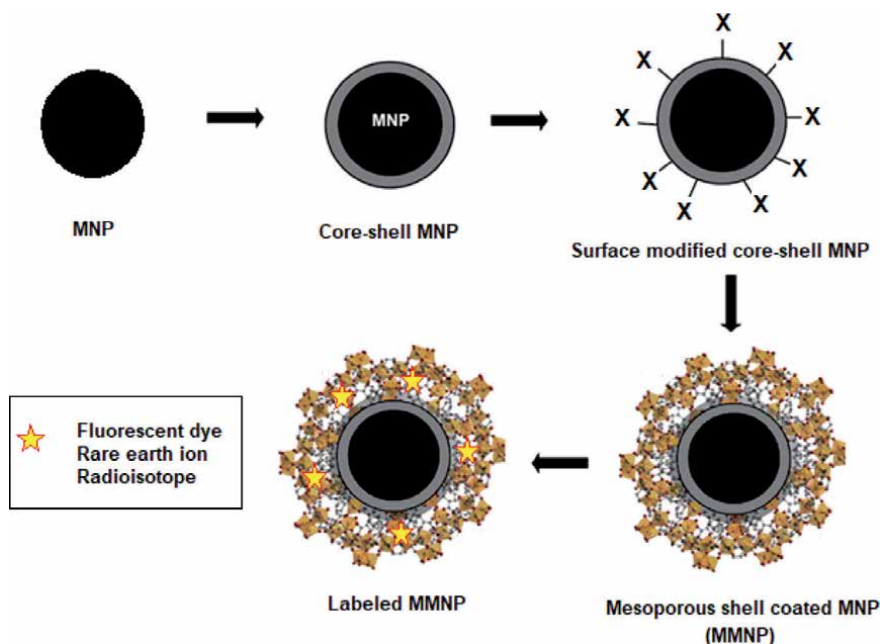 MNP
MNP
Core-shell MNP
X
X
X
X
X
X
X
X
X
Surface modified core-shell MNP
Fluorescent dye
Rare earth ion
Radioisotope
Labeled MMNP
Mesoporous shell coated MNP
(MMNP)